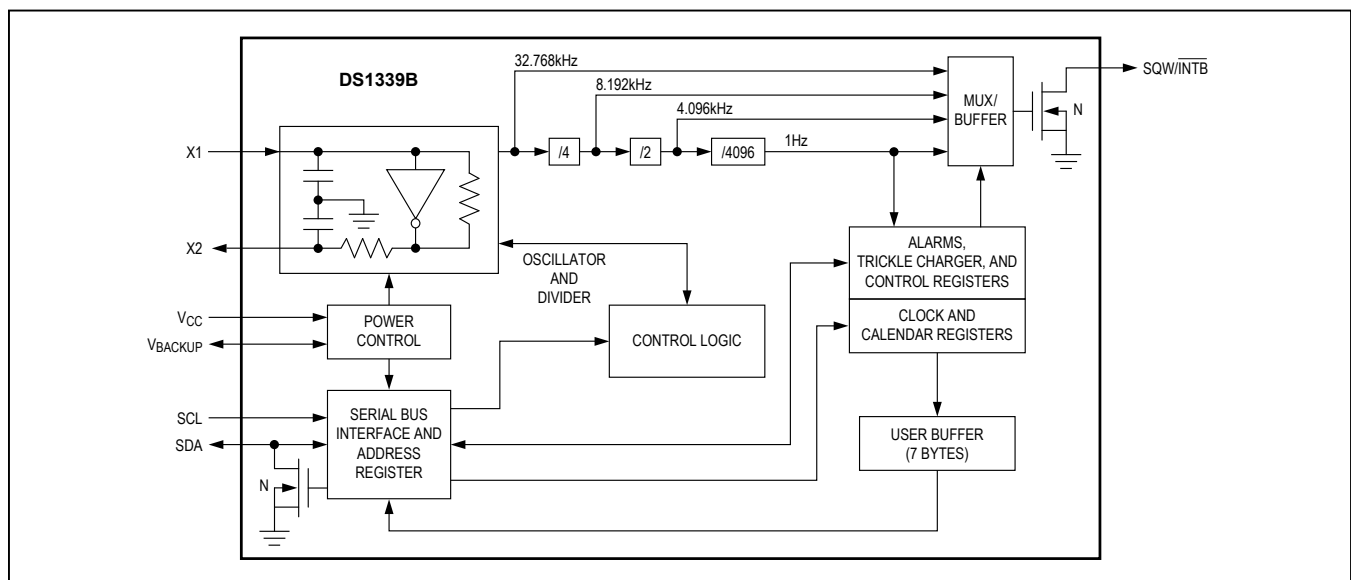 DS1339B
32.768kHz
8.192kHz
4.096kHz
1Hz
/4
/2
/4096
MUX/
BUFFER
N
SQW/INTB
X1
X2
OSCILLATOR
AND
DIVIDER
ALARMS,
TRICKLE CHARGER, AND
CONTROL REGISTERS
CLOCK AND
CALENDAR REGISTERS
VCC
VBACKUP
POWER
CONTROL
CONTROL LOGIC
SCL
SDA
SERIAL BUS
INTERFACE AND
ADDRESS
REGISTER
N
USER BUFFER
(7 BYTES)